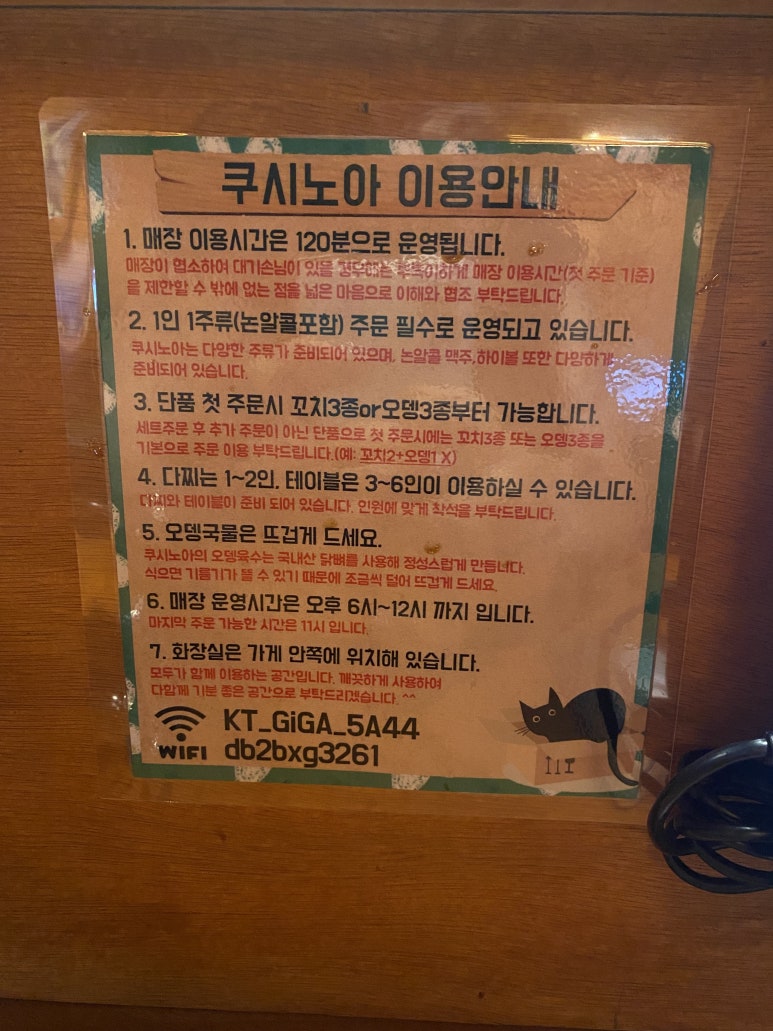 쿠시노아 이용안내
1. 매장 이용시간은 120분으로 운영됩니다.
매장이 협소하여 대기손님이 있을 경우에는 부득이하게 매장 이용시간(첫 주문 기준)
을 제한할 수 밖에 없는 점을 넓은 마음으로 이해와 협조 부탁드립니다.
2. 1인 1주류(논알콜포함) 주문 필수로 운영되고 있습니다.
쿠시노아는 다양한 주류가 준비되어 있으며, 논알콜 맥주,하이볼 또한 다양하게
준비되어 있습니다.
3. 단품 첫 주문시 꼬치3종or오뎅3종부터 가능합니다.
세트주문 후 추가 주문이 아닌 단품으로 첫 주문시에는 꼬치3종 또는 오뎅3종을
기본으로 주문 이용 부탁드립니다.(예: 꼬치2+오뎅1 X)
4. 다찌는 1~2인, 테이블은 3~6인이 이용하실 수 있습니다.
다찌와 테이블이 준비 되어 있습니다. 인원에 맞게 착석을 부탁드립니다.
5. 오뎅국물은 뜨겁게 드세요.
쿠시노아의 오뎅육수는 국내산 닭뼈를 사용해 정성스럽게 만듭니다.
식으면 기름기가 뜰 수 있기 때문에 조금씩 덜어 뜨겁게 드세요.
6. 매장 운영시간은 오후 6시~12시 까지 입니다.
마지막 주문 가능한 시간은 11시 입니다.
7. 화장실은 가게 안쪽에 위치해 있습니다.
모두가 함께 이용하는 공간입니다. 깨끗하게 사용하여
다함께 기분 좋은 공간으로 부탁드리겠습니다. ^^
KT_GiGA_5A44
WiFi db2bxg3261